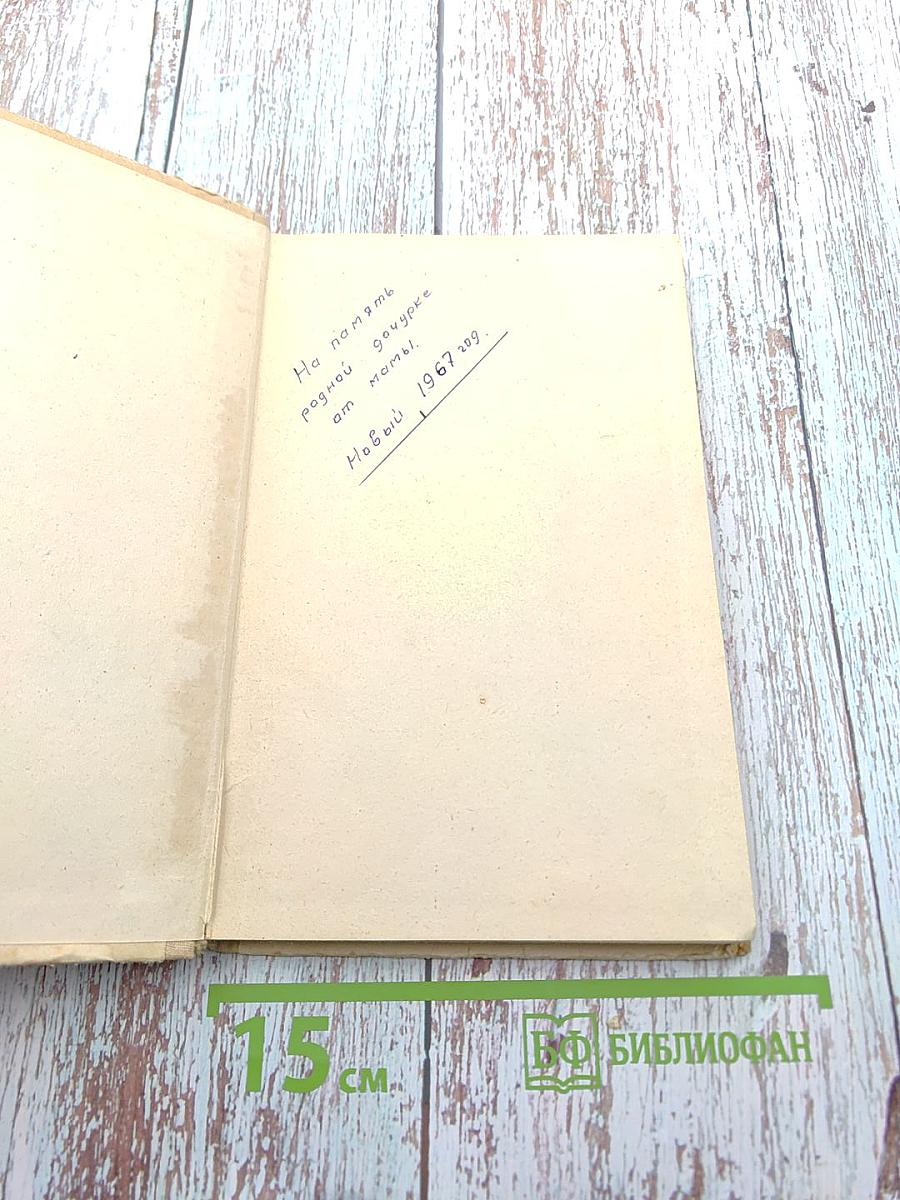 На память
родной дочурке
от мамы.
Новый 1967 год.
15 см
БФ БИБЛИОФАН